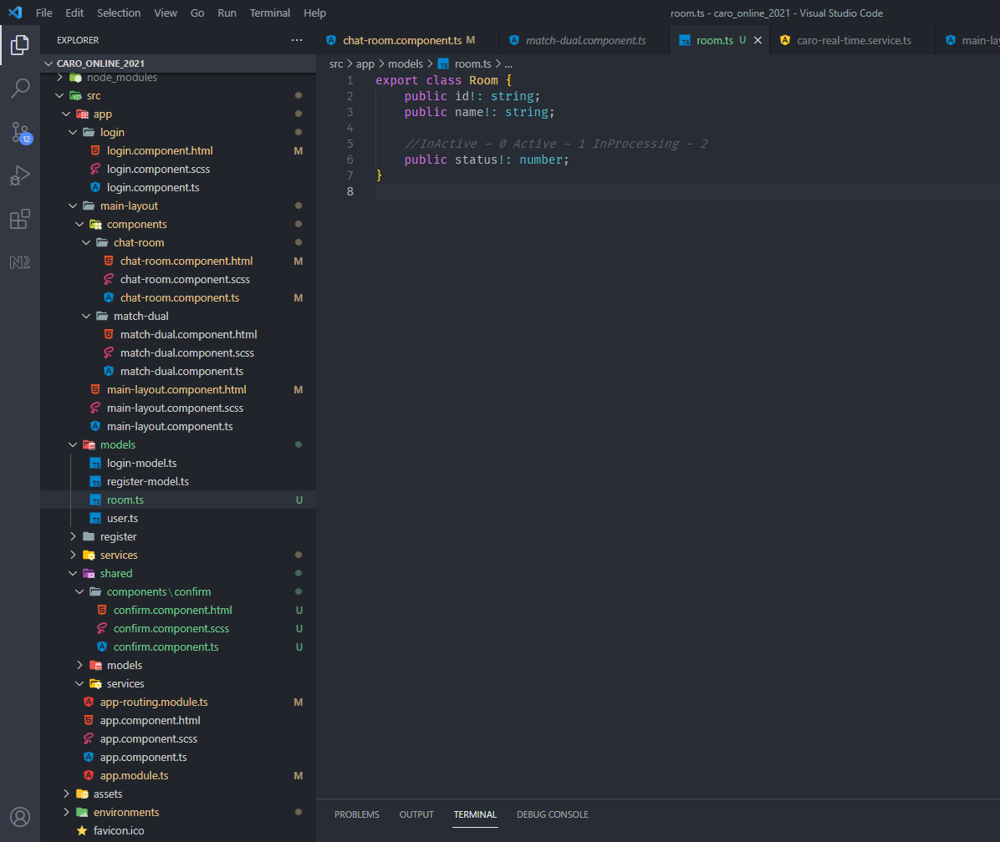 File Edit Selection View Go Run Terminal Help
room.ts - caro_online_2021 - Visual Studio Code
EXPLORER
CARO_ONLINE_2021
node_modules
src
app
login
login.component.html M
login.component.scss
login.component.ts
main-layout
components
chat-room
chat-room.component.html M
chat-room.component.scss
chat-room.component.ts M
match-dual
match-dual.component.html
match-dual.component.scss
match-dual.component.ts
main-layout.component.html M
main-layout.component.scss
main-layout.component.ts
models
login-model.ts
register-model.ts
room.ts U
user.ts
register
services
shared
components\confirm
confirm.component.html U
confirm.component.scss U
confirm.component.ts U
models
services
app-routing.module.ts M
app.component.html
app.component.scss
app.component.ts
app.module.ts M
assets
environments
favicon.ico
12
chat-room.component.ts M
match-dual.component.ts
room.ts U
caro-real-time.service.ts
main-lay
src > app > models > room.ts > ...
1 export class Room {
2 public id!: string;
3 public name!: string;
4
5 //InActive - 0 Active - 1 InProcessing - 2
6 public status!: number;
7 }
8
PROBLEMS OUTPUT TERMINAL DEBUG CONSOLE